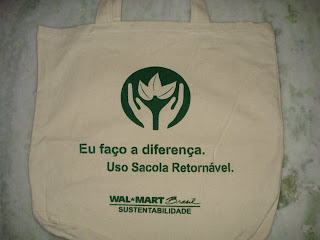 Eu faço a diferença.
Uso Sacola Retornável.
WAL★MART Brasil
SUSTENTABILIDADE